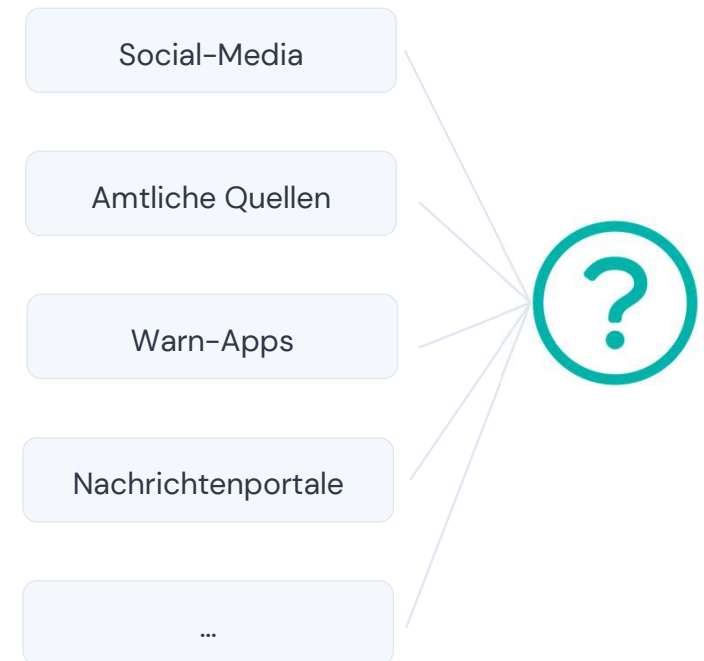 Social-Media
Amtliche Quellen
Warn-Apps
Nachrichtenportale
...
?